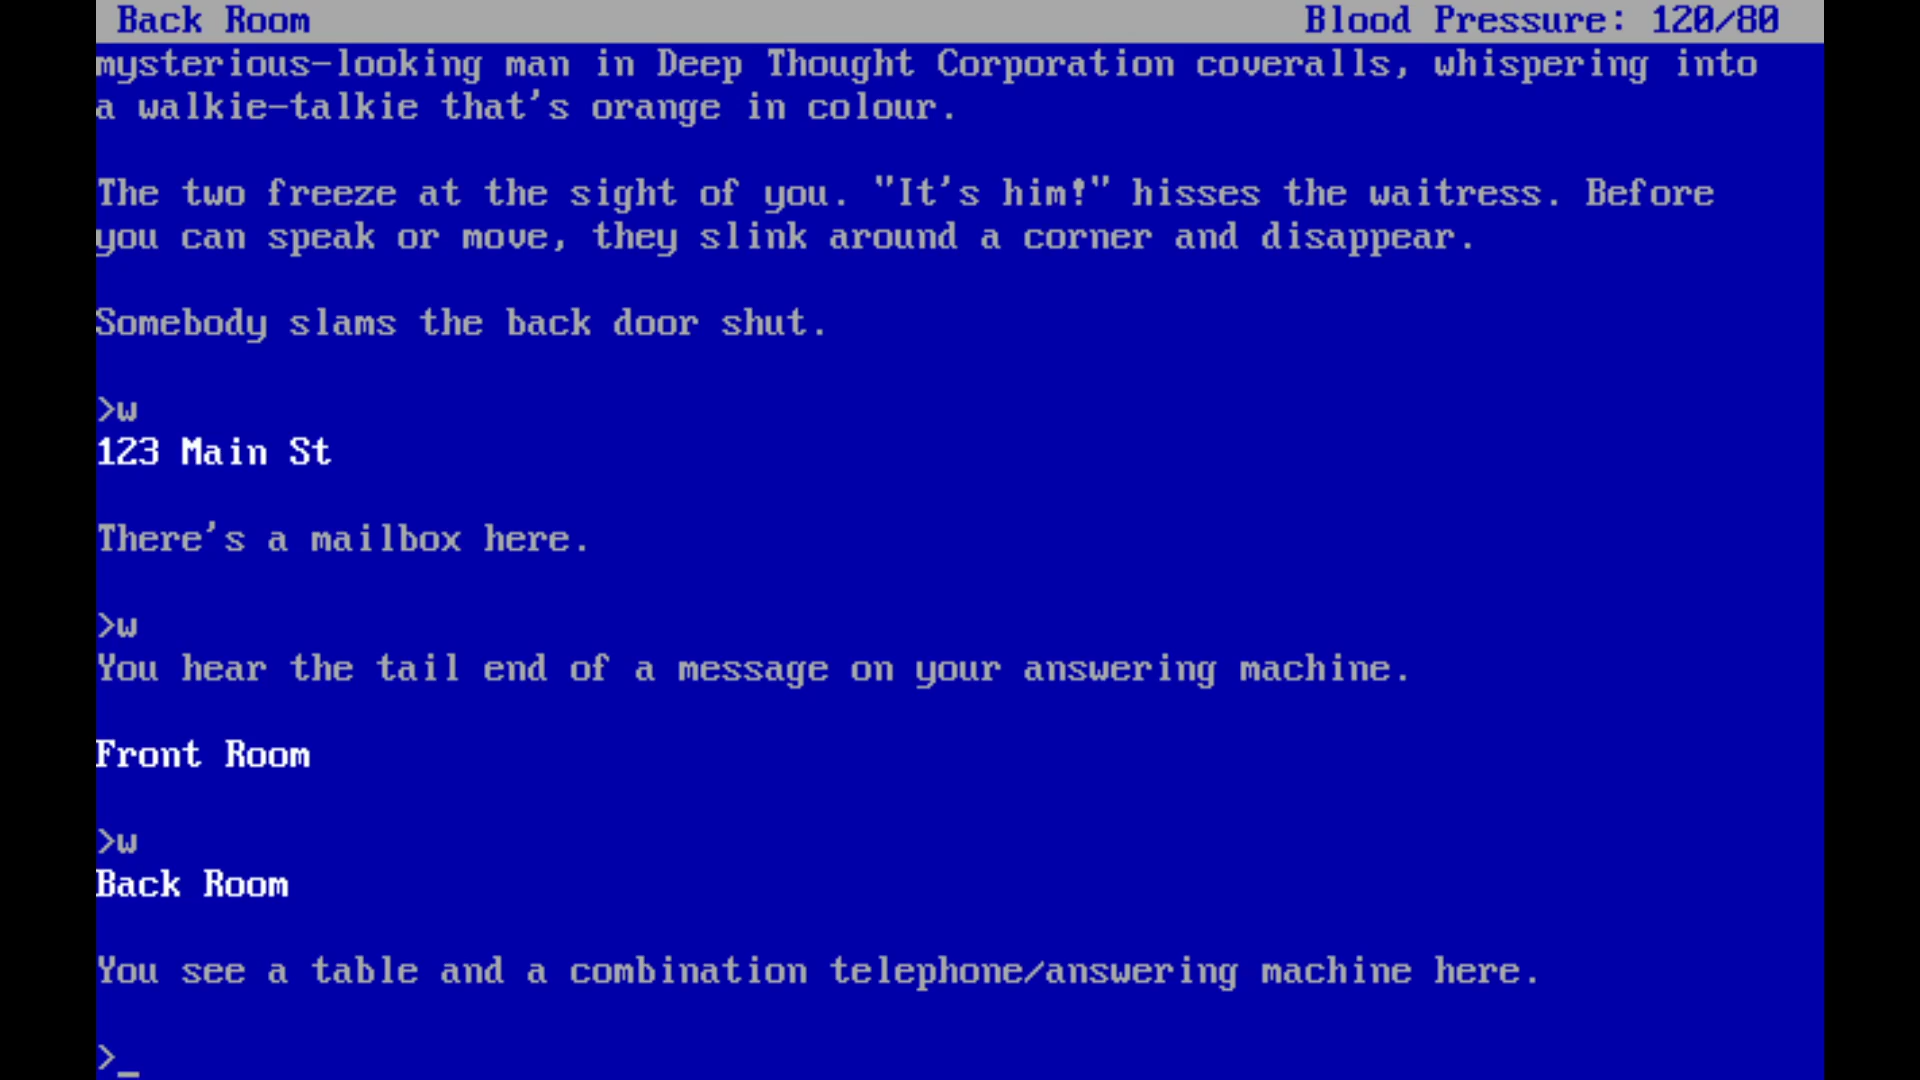 Back Room Blood Pressure: 120/80
mysterious-looking man in Deep Thought Corporation coveralls, whispering into
a walkie-talkie that's orange in colour.
The two freeze at the sight of you. "It's him!" hisses the waitress. Before
you can speak or move, they slink around a corner and disappear.
Somebody slams the back door shut.
>w
123 Main St
There's a mailbox here.
>w
You hear the tail end of a message on your answering machine.
Front Room
>w
Back Room
You see a table and a combination telephone/answering machine here.
>_